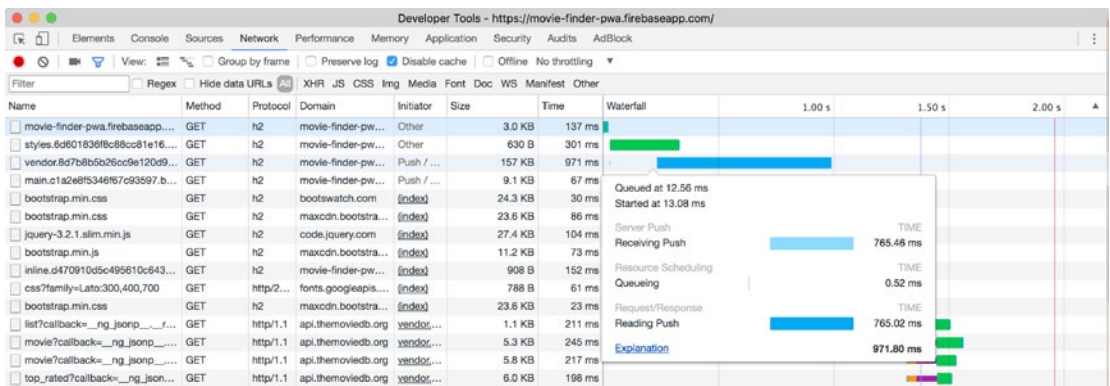 Developer Tools - https://movie-finder-pwa.firebaseapp.com/
Elements Console Sources Network Performance Memory Application Security Audits AdBlock
View: Group by frame Preserve log Disable cache Offline No throttling
Filter Regex Hide data URLs All XHR JS CSS Img Media Font Doc WS Manifest Other
Name Method Protocol Domain Initiator Size Time Waterfall 1.00 s 1.50 s 2.00 s
movie-finder-pwa.firebaseapp.... GET h2 movie-finder-pw... Other 3.0 KB 137 ms
styles.6d601836f8c88cc81e16.... GET h2 movie-finder-pw... Other 630 B 301 ms
vendor.8d7b8b5b26cc9e120d9... GET h2 movie-finder-pw... Push / ... 157 KB 971 ms
main.c1a2e8f5346f67c93597.b... GET h2 movie-finder-pw... Push / ... 9.1 KB 67 ms
bootstrap.min.css GET h2 bootswatch.com (index) 24.3 KB 30 ms
bootstrap.min.css GET h2 maxcdn.bootstra... (index) 23.6 KB 86 ms
jquery-3.2.1.slim.min.js GET h2 code.jquery.com (index) 27.4 KB 104 ms
bootstrap.min.js GET h2 maxcdn.bootstra... (index) 11.2 KB 73 ms
inline.d470910d5c495610c643... GET h2 movie-finder-pw... (index) 908 B 152 ms
css?family=Lato:300,400,700 GET http/2... fonts.googleapis.... (index) 788 B 61 ms
bootstrap.min.css GET h2 maxcdn.bootstra... (index) 23.6 KB 23 ms
list?callback=__ng_jsonp__.__r... GET http/1.1 api.themoviedb.org vendor.... 1.1 KB 211 ms
movie?callback=__ng_jsonp__.... GET http/1.1 api.themoviedb.org vendor.... 5.3 KB 245 ms
movie?callback=__ng_jsonp__.... GET http/1.1 api.themoviedb.org vendor.... 5.8 KB 217 ms
top_rated?callback=__ng_json... GET http/1.1 api.themoviedb.org vendor.... 6.0 KB 198 ms
Queued at 12.56 ms
Started at 13.08 ms
Server Push TIME
Receiving Push 765.46 ms
Resource Scheduling TIME
Queueing 0.52 ms
Request/Response TIME
Reading Push 765.02 ms
Explanation 971.80 ms